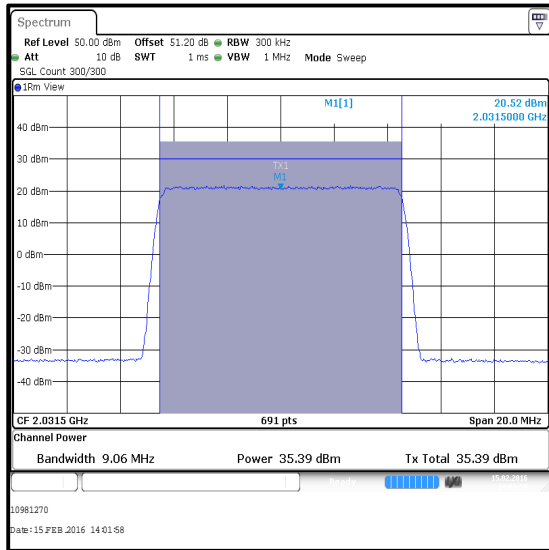 Spectrum
Ref Level 50.00 dBm Offset 51.20 dB RBW 300 kHz
Att 10 dB SWT 1 ms VBW 1 MHz Mode Sweep
SGL Count 300/300
1Rm View
M1[1] 20.52 dBm
2.0315000 GHz
40 dBm
30 dBm
TX1
M1
20 dBm
10 dBm
0 dBm
-10 dBm
-20 dBm
-30 dBm
-40 dBm
CF 2.0315 GHz 691 pts Span 20.0 MHz
Channel Power
Bandwidth 9.06 MHz Power 35.39 dBm Tx Total 35.39 dBm
Ready 15.02.2016
10981270
Date: 15.FEB.2016 14:01:58